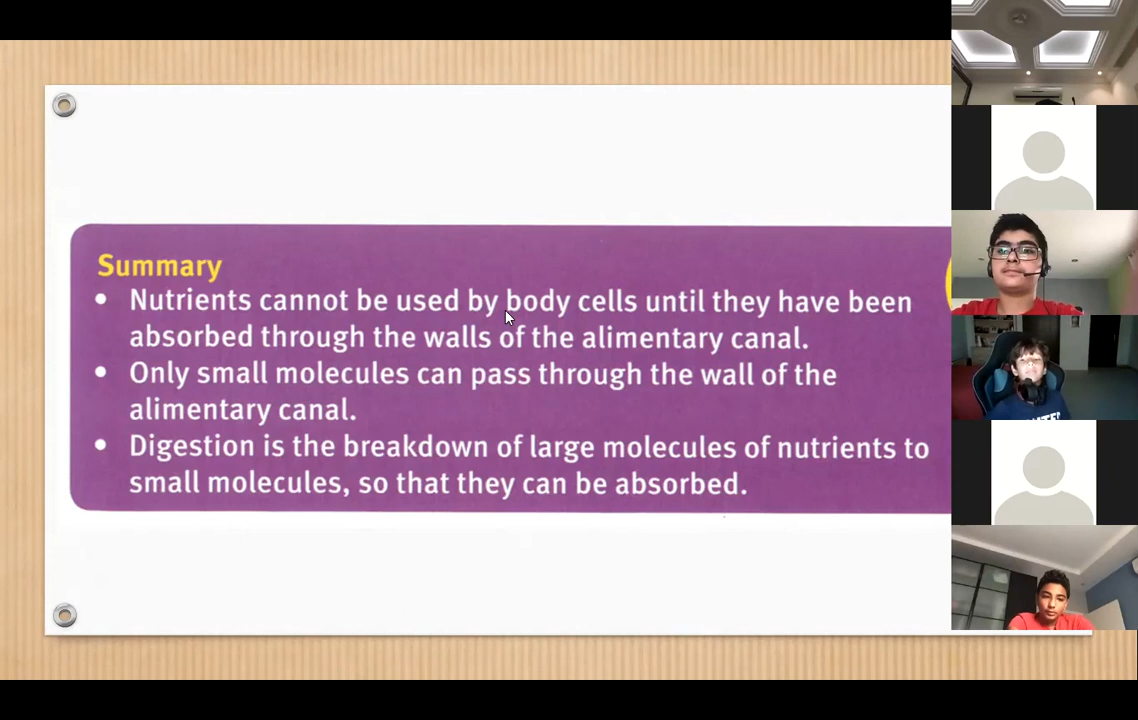 Summary
• Nutrients cannot be used by body cells until they have been
absorbed through the walls of the alimentary canal.
• Only small molecules can pass through the wall of the
alimentary canal.
• Digestion is the breakdown of large molecules of nutrients to
small molecules, so that they can be absorbed.